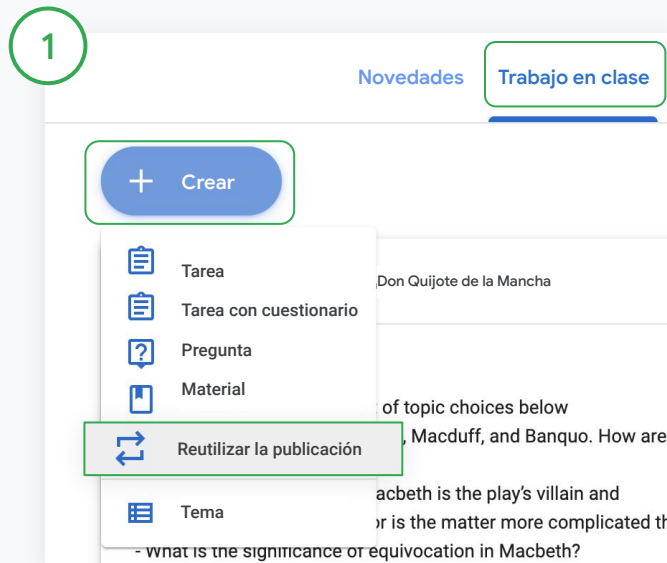 1
Novedades Trabajo en clase
+ Crear
Tarea
Don Quijote de la Mancha
Tarea con cuestionario
Pregunta
Material
of topic choices below
Reutilizar la publicación
, Macduff, and Banquo. How are
acbeth is the play's villain and
Tema
or is the matter more complicated th
- What is the significance of equivocation in Macbeth?